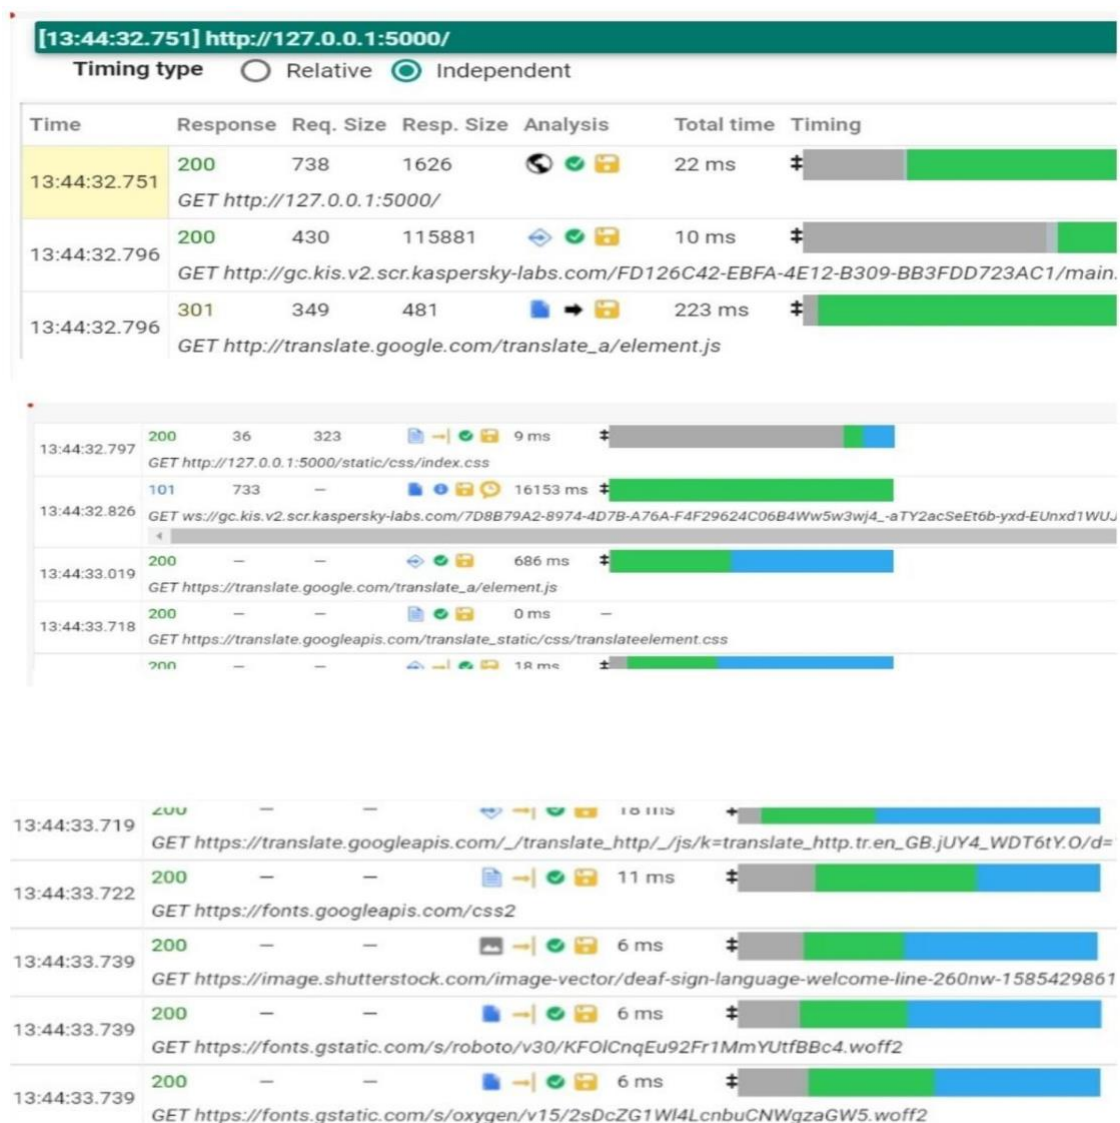 [13:44:32.751] http://127.0.0.1:5000/
Timing type Relative Independent
Time Response Req. Size Resp. Size Analysis Total time Timing
13:44:32.751 200 738 1626 22 ms
GET http://127.0.0.1:5000/
13:44:32.796 200 430 115881 10 ms
GET http://gc.kis.v2.scr.kaspersky-labs.com/FD126C42-EBFA-4E12-B309-BB3FDD723AC1/main.
13:44:32.796 301 349 481 223 ms
GET http://translate.google.com/translate_a/element.js
13:44:32.797 200 36 323 9 ms
GET http://127.0.0.1:5000/static/css/index.css
13:44:32.826 101 733 – 16153 ms
GET ws://gc.kis.v2.scr.kaspersky-labs.com/7D8B79A2-8974-4D7B-A76A-F4F29624C06B4Ww5w3wj4_-aTY2acSeEt6b-yxd-EUnxd1WUJ
13:44:33.019 200 – – 686 ms
GET https://translate.google.com/translate_a/element.js
13:44:33.718 200 – – 0 ms –
GET https://translate.googleapis.com/translate_static/css/translateelement.css
200 – – 18 ms
13:44:33.719 200 – – 18 ms
GET https://translate.googleapis.com/_/translate_http/_/js/k=translate_http.tr.en_GB.jUY4_WDT6tY.O/d=
13:44:33.722 200 – – 11 ms
GET https://fonts.googleapis.com/css2
13:44:33.739 200 – – 6 ms
GET https://image.shutterstock.com/image-vector/deaf-sign-language-welcome-line-260nw-1585429861
13:44:33.739 200 – – 6 ms
GET https://fonts.gstatic.com/s/roboto/v30/KFOlCnqEu92Fr1MmYUtfBBc4.woff2
13:44:33.739 200 – – 6 ms
GET https://fonts.gstatic.com/s/oxygen/v15/2sDcZG1Wl4LcnbuCNWgzaGW5.woff2